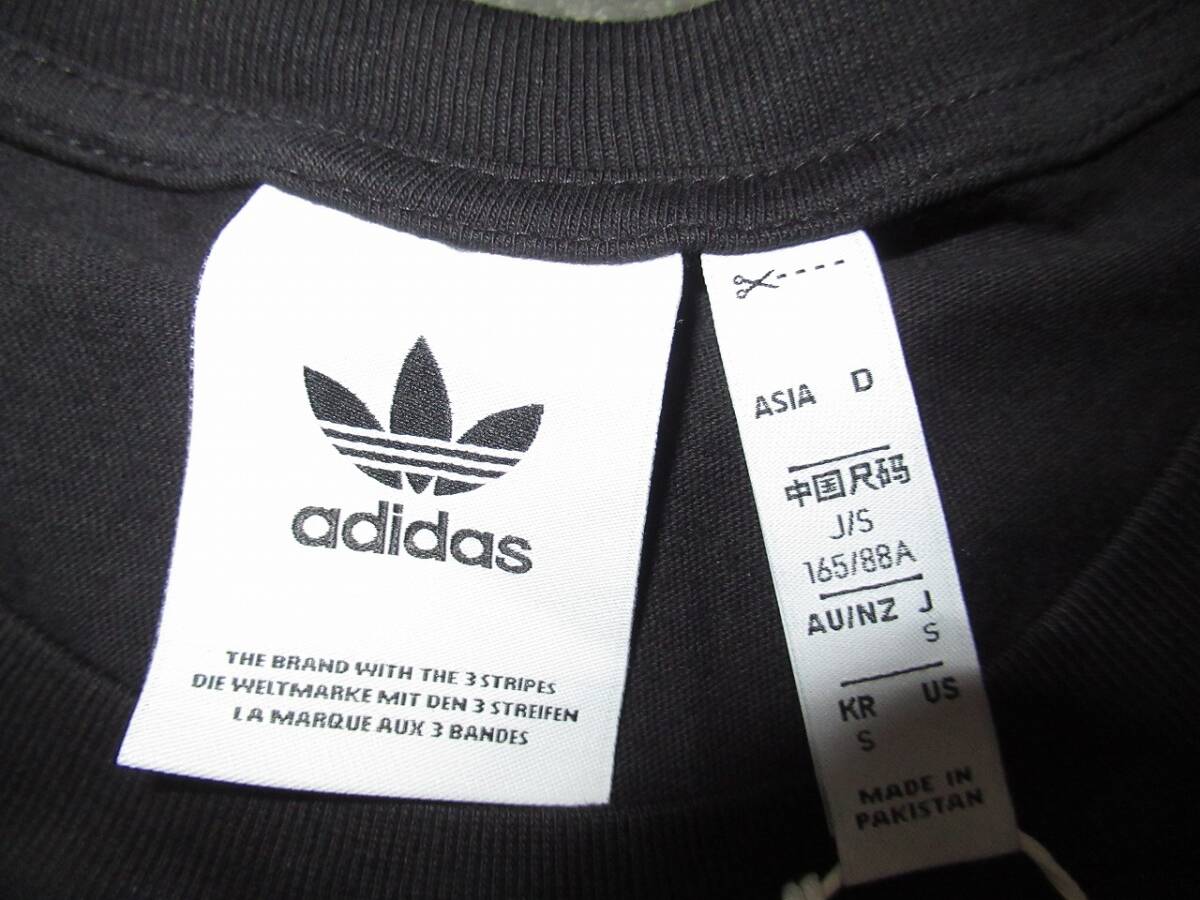 adidas
THE BRAND WITH THE 3 STRIPES
DIE WELTMARKE MIT DEN 3 STREIFEN
LA MARQUE AUX 3 BANDES
ASIA D
中国尺码
J/S
165/88A
AU/NZ J
S
KR US
S
MADE IN
PAKISTAN